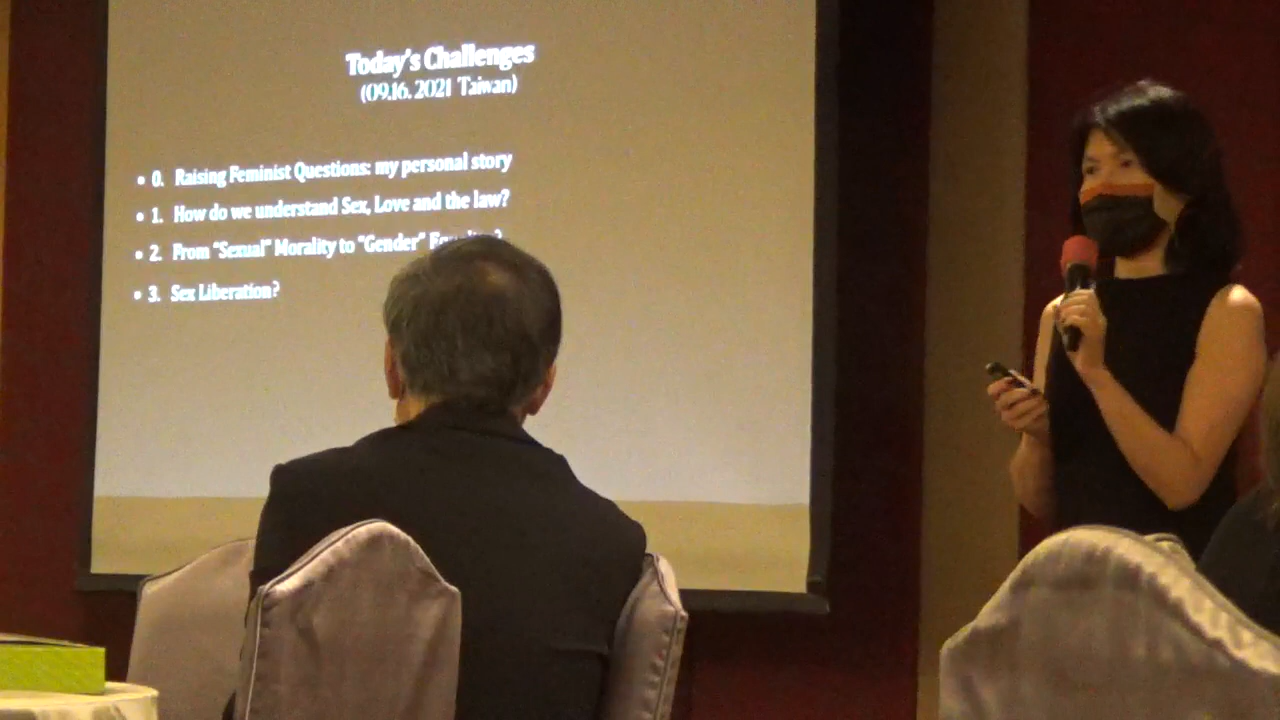 Today's Challenges
(09.16. 2021 Taiwan)
• 0. Raising Feminist Questions: my personal story
• 1. How do we understand Sex, Love and the law?
• 2. From "Sexual" Morality to "Gender"
• 3. Sex Liberation?